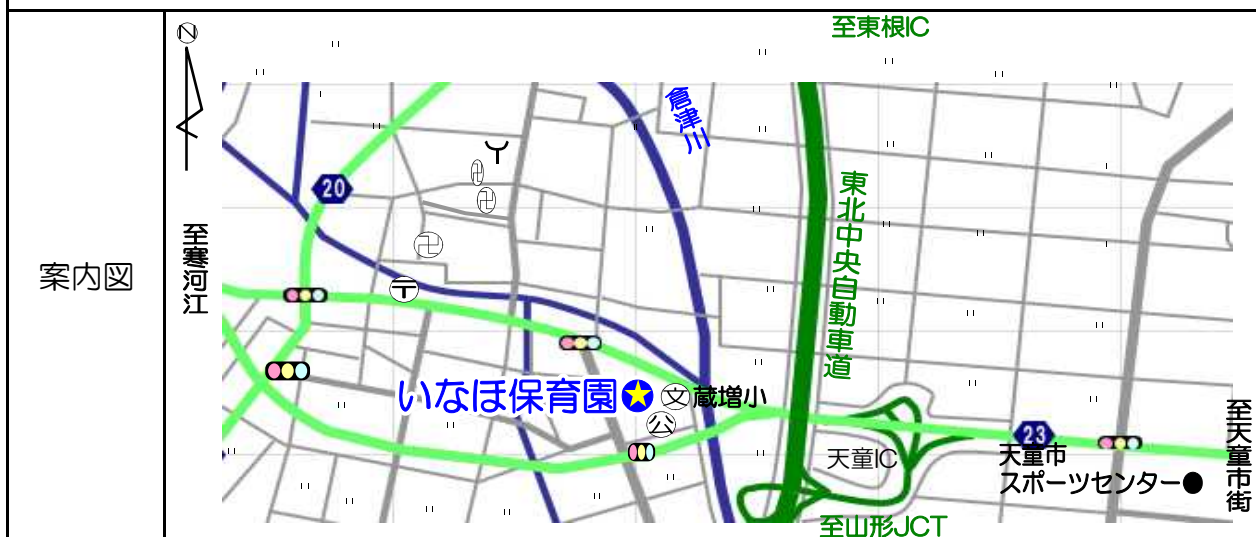 案内図
N
至東根IC
倉津川
20
東北中央自動車道
至寒河江
〒
いなほ保育園
文
蔵増小
公
天童IC
23
天童市
スポーツセンター
至天童市街
至山形JCT